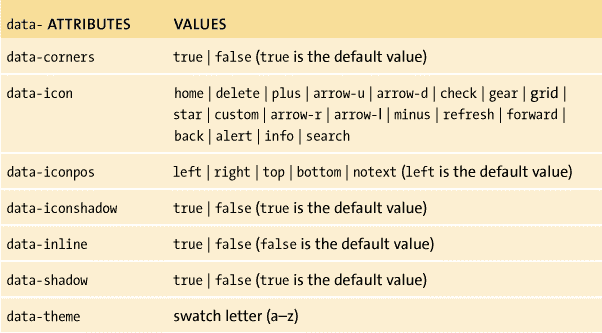 data- ATTRIBUTES VALUES
data-corners true | false (true is the default value)
data-icon home | delete | plus | arrow-u | arrow-d | check | gear | grid |
star | custom | arrow-r | arrow-l | minus | refresh | forward |
back | alert | info | search
data-iconpos left | right | top | bottom | notext (left is the default value)
data-iconshadow true | false (true is the default value)
data-inline true | false (false is the default value)
data-shadow true | false (true is the default value)
data-theme swatch letter (a–z)